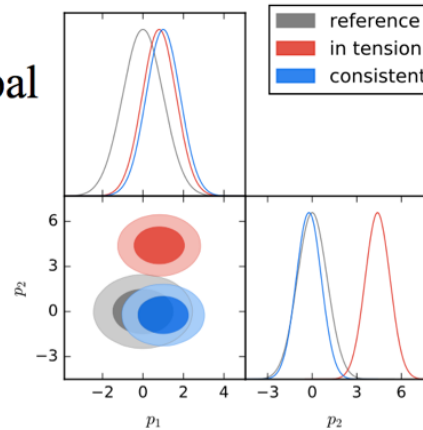 reference
in tension
consistent
6
3
0
−3
p₂
−2 0 2 4
p₁
−3 0 3 6
p₂